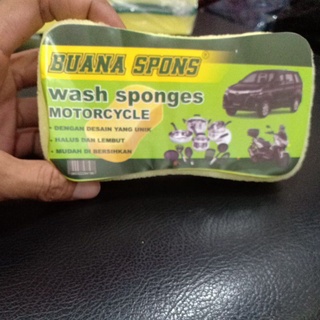 BUANA SPONS®
wash sponges
MOTORCYCLE
• DENGAN DESAIN YANG UNIK
• HALUS DAN LEMBUT
• MUDAH DI BERSIHKAN